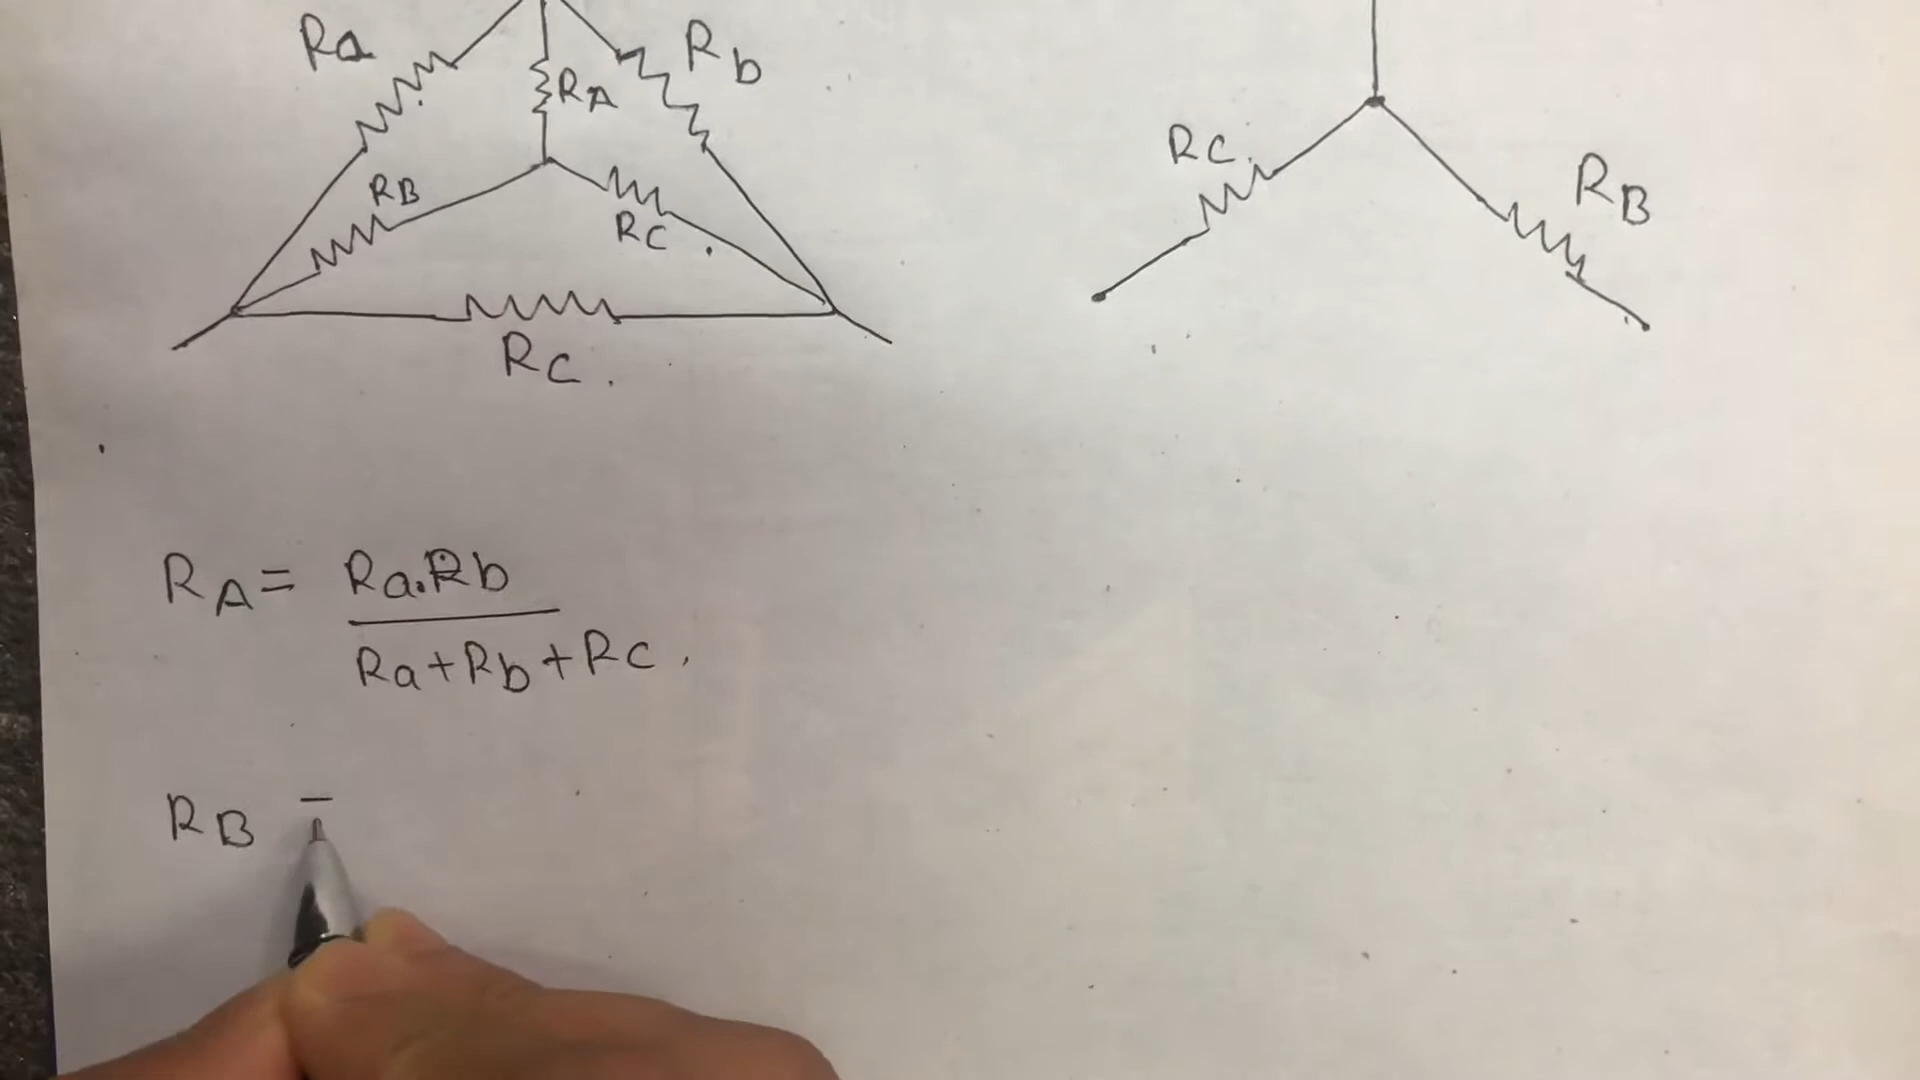 Ra
Rb
RA
RB
RC
RC.
RC.
RB
RA = Ra.Rb
Ra+Rb+Rc.
RB =